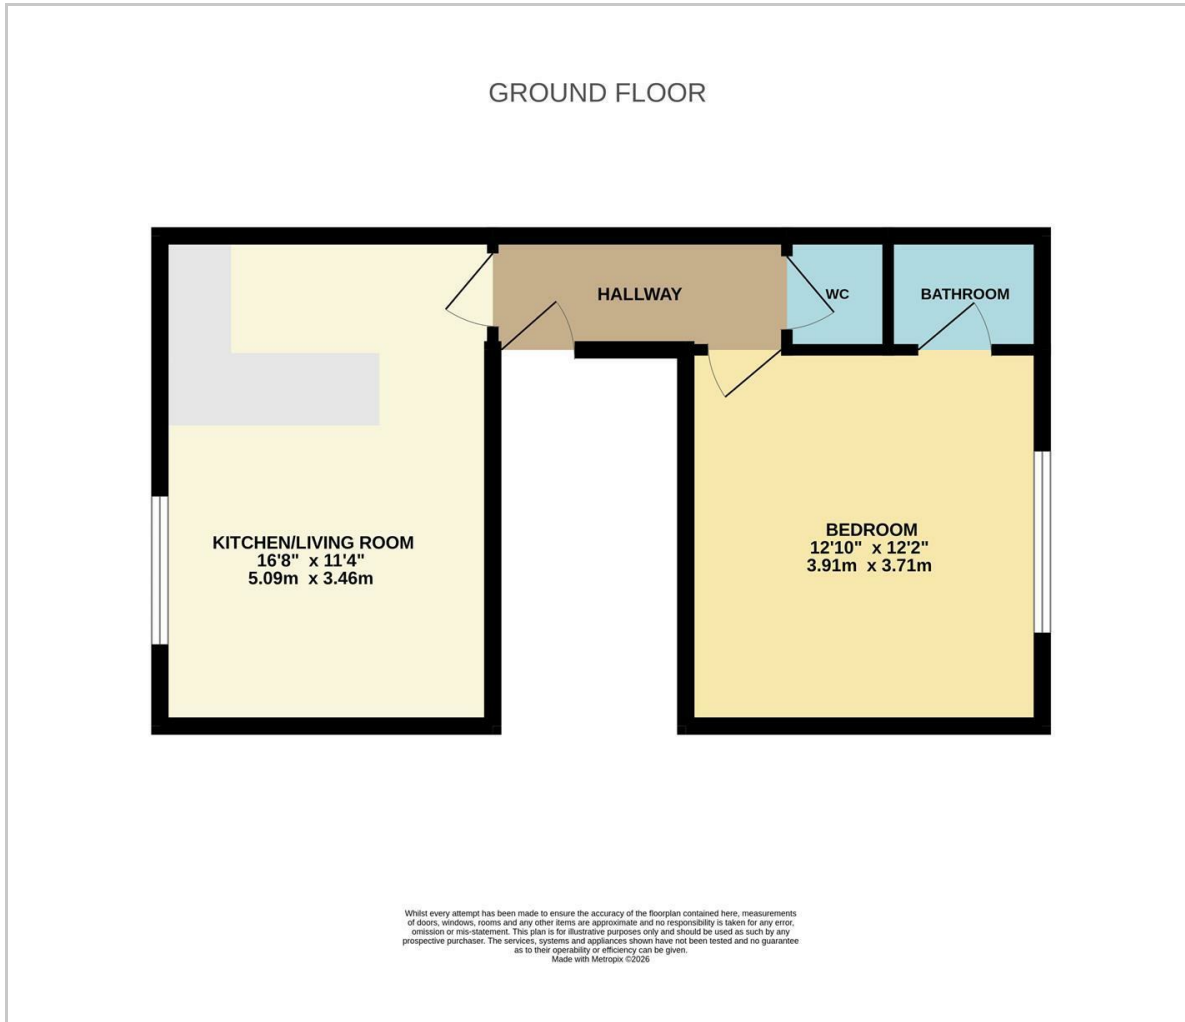 GROUND FLOOR
HALLWAY
WC
BATHROOM
KITCHEN/LIVING ROOM
16'8" x 11'4"
5.09m x 3.46m
BEDROOM
12'10" x 12'2"
3.91m x 3.71m
Whilst every attempt has been made to ensure the accuracy of the floorplan contained here, measurements
of doors, windows, rooms and any other items are approximate and no responsibility is taken for any error,
omission or mis-statement. This plan is for illustrative purposes only and should be used as such by any
prospective purchaser. The services, systems and appliances shown have not been tested and no guarantee
as to their operability or efficiency can be given.
Made with Metropix ©2026